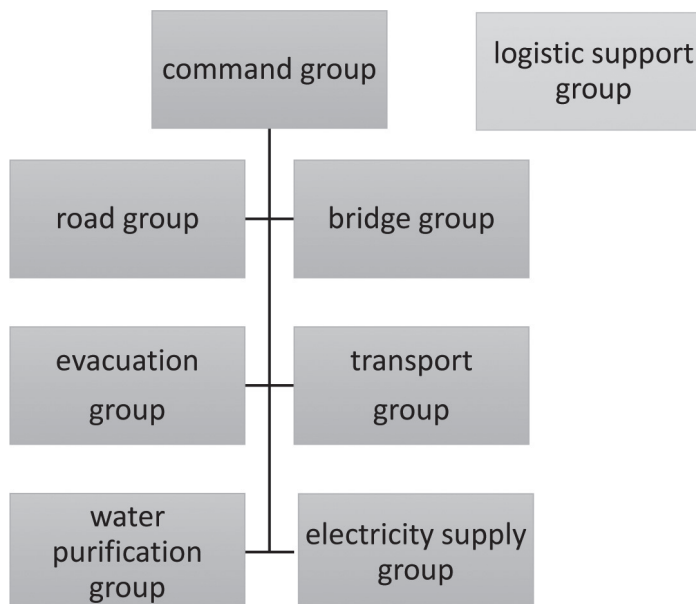 command group
logistic support
group
road group
bridge group
evacuation
group
transport
group
water
purification
group
electricity supply
group